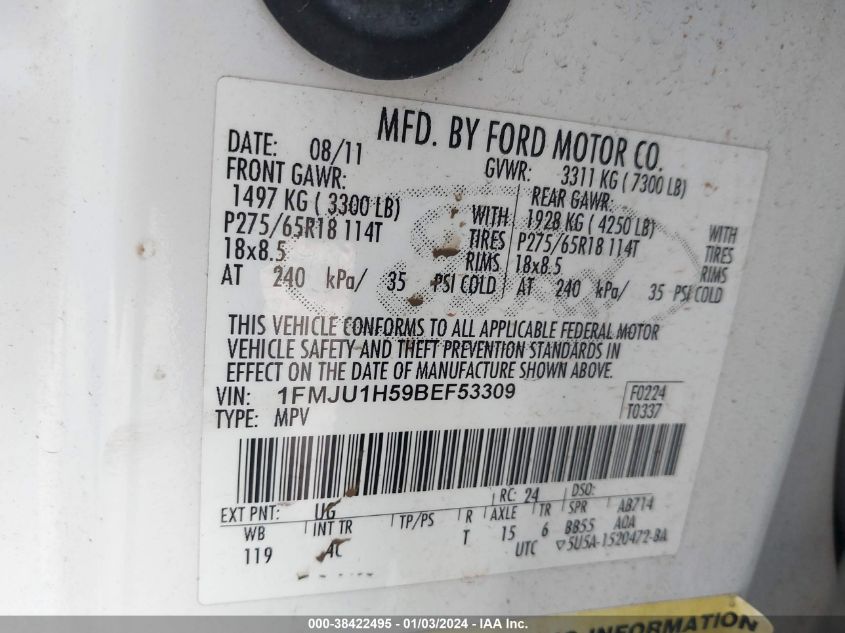 MFD. BY FORD MOTOR CO.
DATE: 08/11 GVWR: 3311 KG ( 7300 LB)
FRONT GAWR: REAR GAWR:
1497 KG ( 3300 LB) WITH 1928 KG ( 4250 LB) WITH
P275/65R18 114T TIRES P275/65R18 114T TIRES
18x8.5 RIMS 18x8.5 RIMS
AT 240 kPa/ 35 PSI COLD AT 240 kPa/ 35 PSI COLD
THIS VEHICLE CONFORMS TO ALL APPLICABLE FEDERAL MOTOR
VEHICLE SAFETY AND THEFT PREVENTION STANDARDS IN
EFFECT ON THE DATE OF MANUFACTURE SHOWN ABOVE.
VIN: 1FMJU1H59BEF53309 F0224
TYPE: MPV T0337
EXT PNT: UG RC: 24 DSO:
WB INT TR TP/PS R AXLE TR SPR AB714
119 4L T 15 6 BB55 AOA
UTC ▽5U5A-1520472-BA
INFORMATION
000-38422495 - 01/03/2024 - IAA Inc.